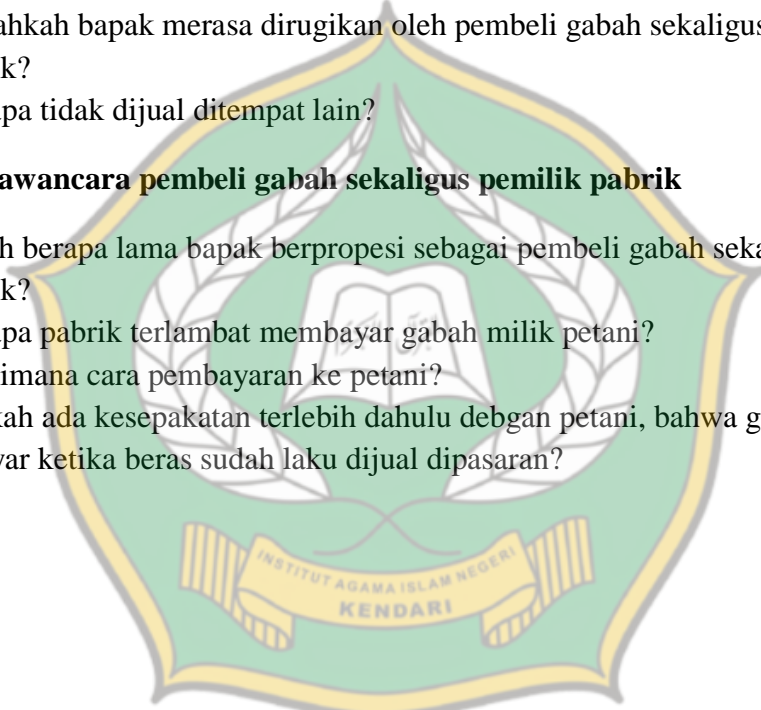 ahkah bapak merasa dirugikan oleh pembeli gabah sekaligus
k?
pa tidak dijual ditempat lain?
awancara pembeli gabah sekaligus pemilik pabrik
h berapa lama bapak berpropesi sebagai pembeli gabah seka
k?
pa pabrik terlambat membayar gabah milik petani?
imana cara pembayaran ke petani?
kah ada kesepakatan terlebih dahulu debgan petani, bahwa g
ar ketika beras sudah laku dijual dipasaran?
INSTITUT AGAMA ISLAM NEGERI
KENDARI